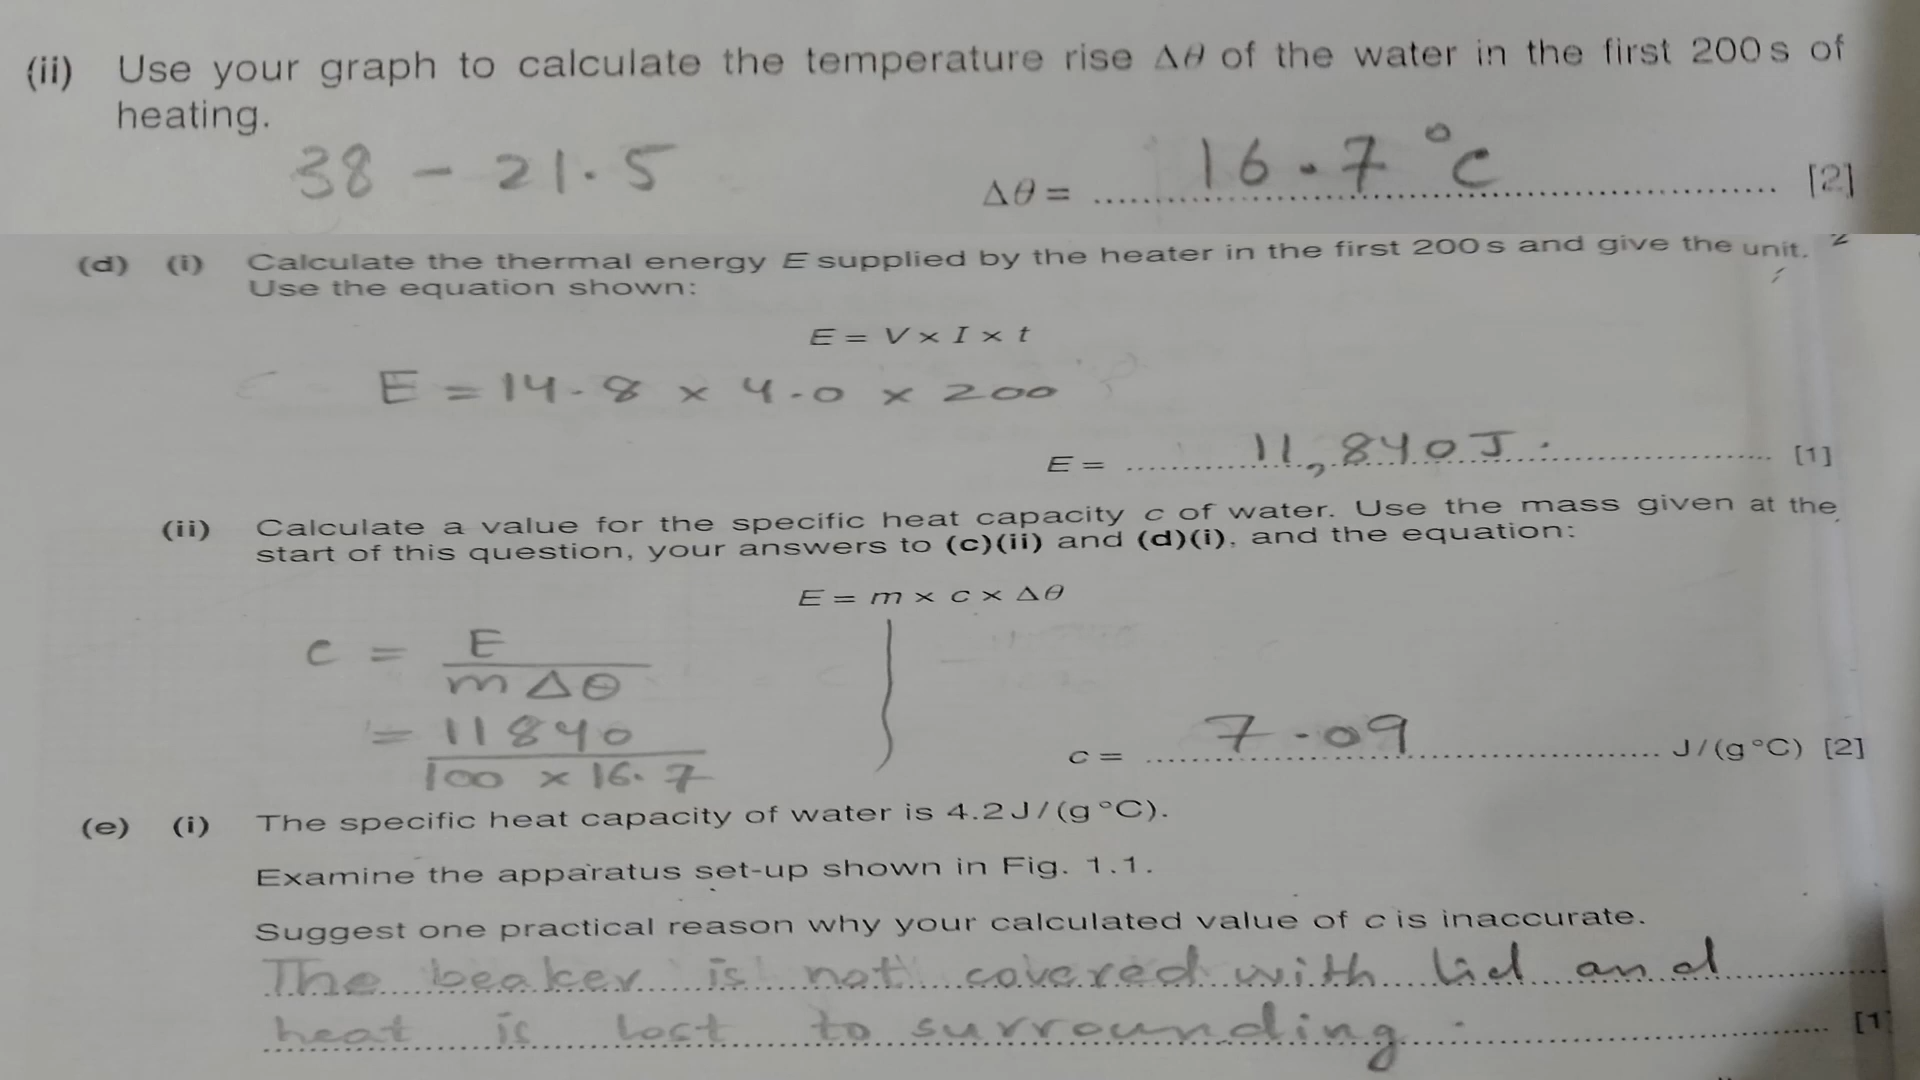 (ii) Use your graph to calculate the temperature rise Δθ of the water in the first 200 s of
heating.
38 - 21.5
Δθ = 16.7 °c [2]
(d) (i) Calculate the thermal energy E supplied by the heater in the first 200 s and give the unit.
Use the equation shown:
E = V × I × t
E = 14.8 × 4.0 × 200
E = 11,840 J. [1]
(ii) Calculate a value for the specific heat capacity c of water. Use the mass given at the
start of this question, your answers to (c)(ii) and (d)(i), and the equation:
E = m × c × Δθ
c = E
mΔθ
= 11840
100 × 16.7
c = 7.09 J/(g °C) [2]
(e) (i) The specific heat capacity of water is 4.2 J/(g °C).
Examine the apparatus set-up shown in Fig. 1.1.
Suggest one practical reason why your calculated value of c is inaccurate.
The beaker is not covered with lid and
heat is lost to surrounding. [1